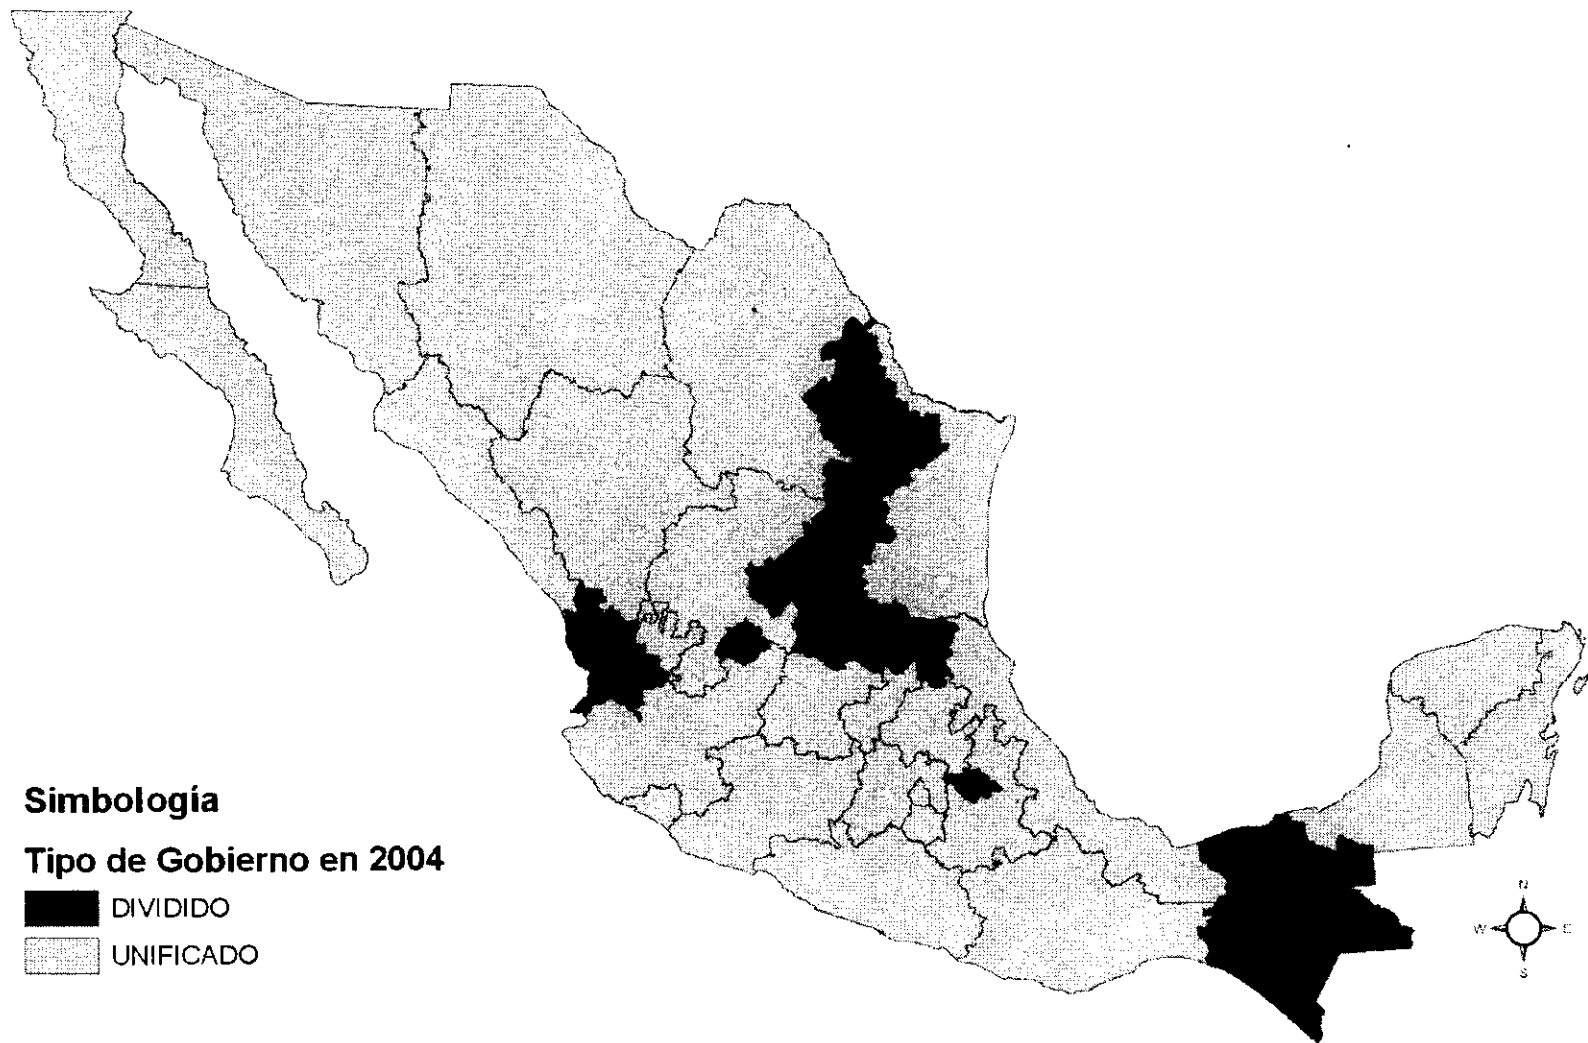 Simbología
Tipo de Gobierno en 2004
DIVIDIDO
UNIFICADO
N
W E
S